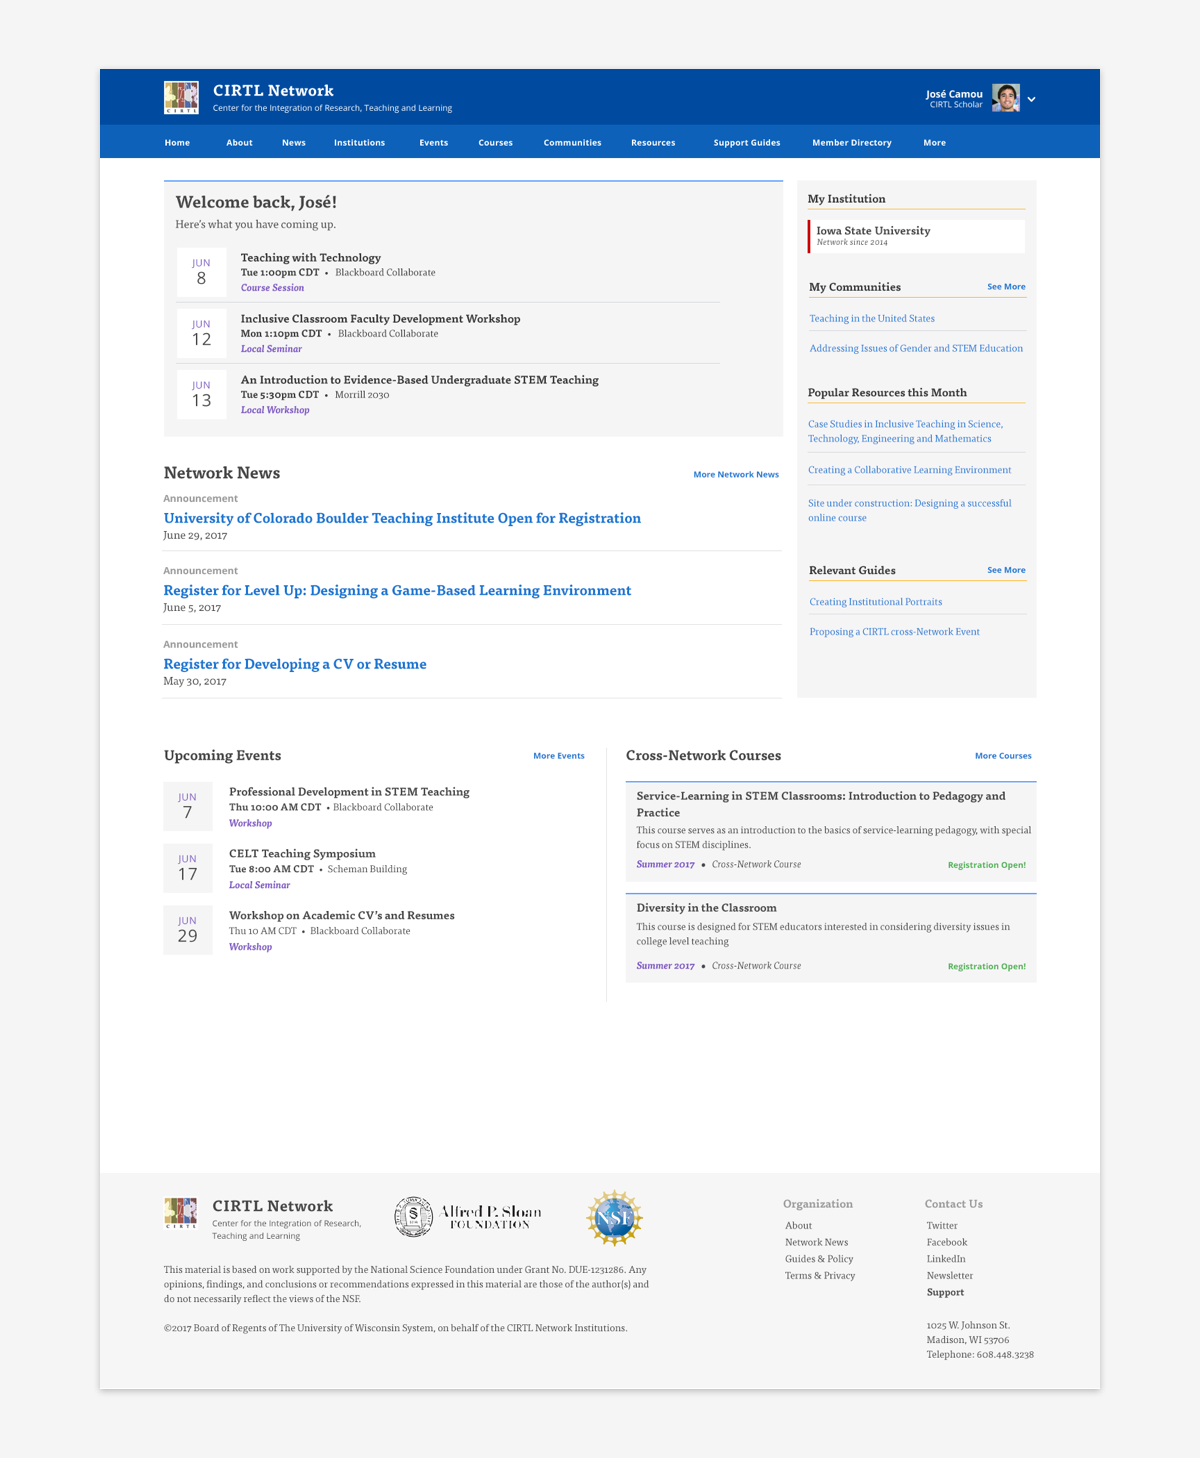 CIRTL Network
Center for the Integration of Research, Teaching and Learning
CIRTL
José Camou
CIRTL Scholar
Home About News Institutions Events Courses Communities Resources Support Guides Member Directory More
Welcome back, José!
Here's what you have coming up.
JUN
8
Teaching with Technology
Tue 1:00pm CDT • Blackboard Collaborate
Course Session
JUN
12
Inclusive Classroom Faculty Development Workshop
Mon 1:10pm CDT • Blackboard Collaborate
Local Seminar
JUN
13
An Introduction to Evidence-Based Undergraduate STEM Teaching
Tue 5:30pm CDT • Morrill 2030
Local Workshop
My Institution
Iowa State University
Network since 2014
My Communities See More
Teaching in the United States
Addressing Issues of Gender and STEM Education
Popular Resources this Month
Case Studies in Inclusive Teaching in Science,
Technology, Engineering and Mathematics
Creating a Collaborative Learning Environment
Site under construction: Designing a successful
online course
Relevant Guides See More
Creating Institutional Portraits
Proposing a CIRTL cross-Network Event
Network News More Network News
Announcement
University of Colorado Boulder Teaching Institute Open for Registration
June 29, 2017
Announcement
Register for Level Up: Designing a Game-Based Learning Environment
June 5, 2017
Announcement
Register for Developing a CV or Resume
May 30, 2017
Upcoming Events More Events
JUN
7
Professional Development in STEM Teaching
Thu 10:00 AM CDT • Blackboard Collaborate
Workshop
JUN
17
CELT Teaching Symposium
Tue 8:00 AM CDT • Scheman Building
Local Seminar
JUN
29
Workshop on Academic CV's and Resumes
Thu 10 AM CDT • Blackboard Collaborate
Workshop
Cross-Network Courses More Courses
Service-Learning in STEM Classrooms: Introduction to Pedagogy and
Practice
This course serves as an introduction to the basics of service-learning pedagogy, with special
focus on STEM disciplines.
Summer 2017 • Cross-Network Course Registration Open!
Diversity in the Classroom
This course is designed for STEM educators interested in considering diversity issues in
college level teaching
Summer 2017 • Cross-Network Course Registration Open!
CIRTL
CIRTL Network
Center for the Integration of Research,
Teaching and Learning
Alfred P. Sloan
FOUNDATION
NSF
This material is based on work supported by the National Science Foundation under Grant No. DUE-1231286. Any
opinions, findings, and conclusions or recommendations expressed in this material are those of the author(s) and
do not necessarily reflect the views of the NSF.
©2017 Board of Regents of The University of Wisconsin System, on behalf of the CIRTL Network Institutions.
Organization
About
Network News
Guides & Policy
Terms & Privacy
Contact Us
Twitter
Facebook
LinkedIn
Newsletter
Support
1025 W. Johnson St.
Madison, WI 53706
Telephone: 608.448.3238